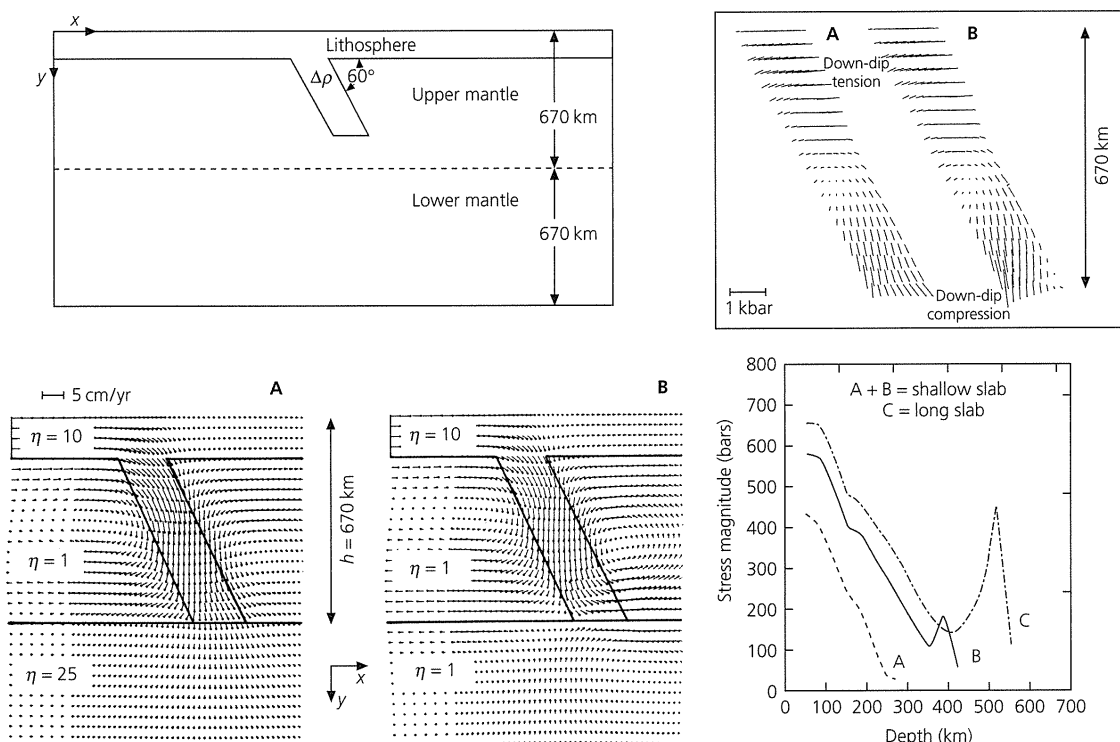 x
y
Lithosphere
Δρ
60°
Upper mantle
670 km
Lower mantle
670 km
A
B
Down-dip
tension
670 km
1 kbar
Down-dip
compression
5 cm/yr
A
η = 10
η = 1
η = 25
h = 670 km
x
y
B
η = 10
η = 1
η = 1
800
700
600
500
400
300
200
100
0
Stress magnitude (bars)
A + B = shallow slab
C = long slab
A
B
C
0 100 200 300 400 500 600 700
Depth (km)